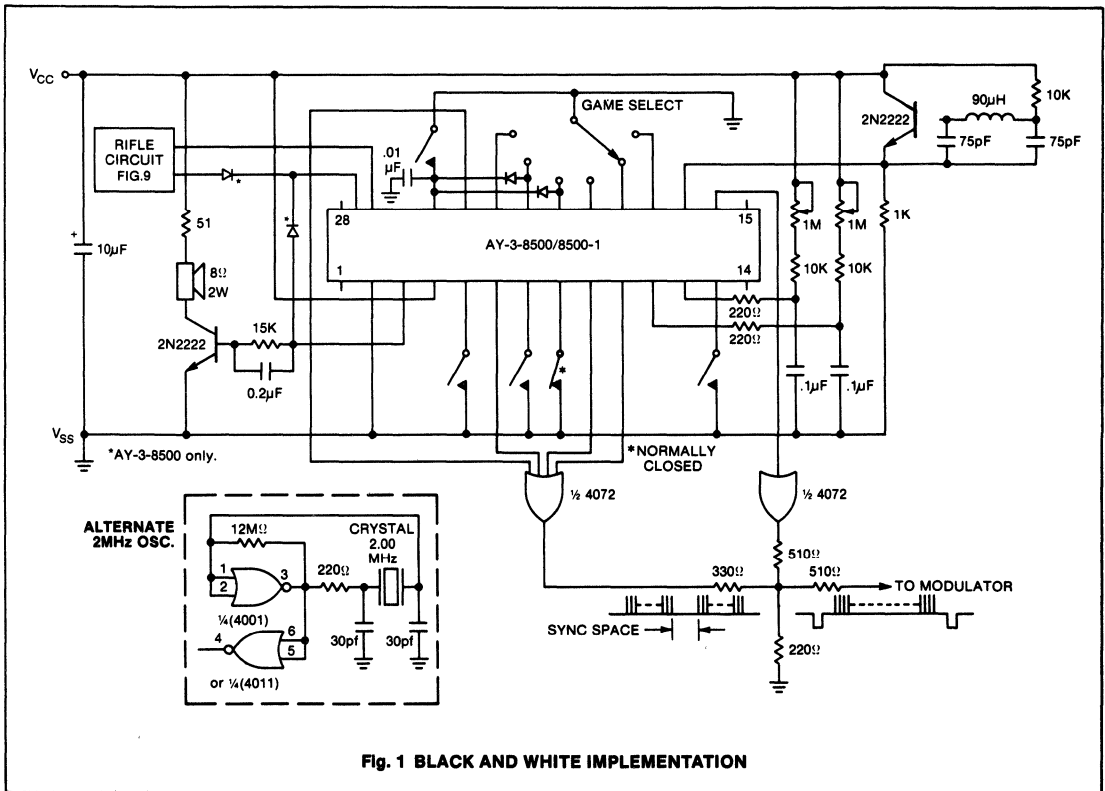 V_CC
GAME SELECT
2N2222
90μH
10K
75pF
75pF
RIFLE
CIRCUIT
FIG.9
*
.01
μF
51
*
28
15
AY-3-8500/8500-1
1
14
1M
1M
1K
+
10μF
8Ω
2W
10K
10K
220Ω
220Ω
15K
2N2222
0.2μF
*
.1μF
.1μF
V_SS
*AY-3-8500 only.
*NORMALLY
CLOSED
½ 4072
½ 4072
ALTERNATE
2MHz OSC.
12MΩ
CRYSTAL
2.00
MHz
1
2
3
220Ω
¼(4001)
30pf
30pf
4
6
5
or ¼(4011)
510Ω
330Ω
510Ω
TO MODULATOR
SYNC SPACE
220Ω
Fig. 1 BLACK AND WHITE IMPLEMENTATION